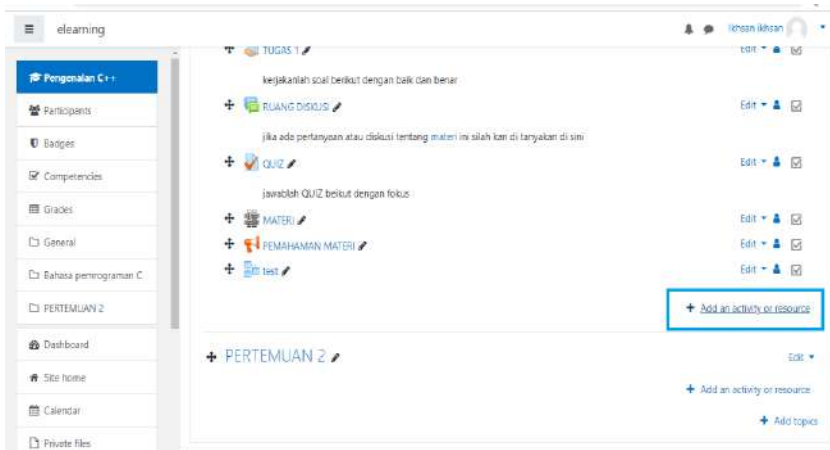 elearning
Ikhsan Ikhsan
Pengenalan C++
Participants
Badges
Competencies
Grades
General
Bahasa pemrograman C
PERTEMUAN 2
Dashboard
Site home
Calendar
Private files
TUGAS 1
Edit
kerjakanlah soal berikut dengan baik dan benar
RUANG DISKUSI
Edit
jika ada pertanyaan atau diskusi tentang materi ini silah kan di tanyakan di sini
QUIZ
Edit
jawablah QUIZ beikut dengan fokus
MATERI
Edit
PEMAHAMAN MATERI
Edit
test
Edit
+ Add an activity or resource
PERTEMUAN 2
Edit
+ Add an activity or resource
+ Add topics